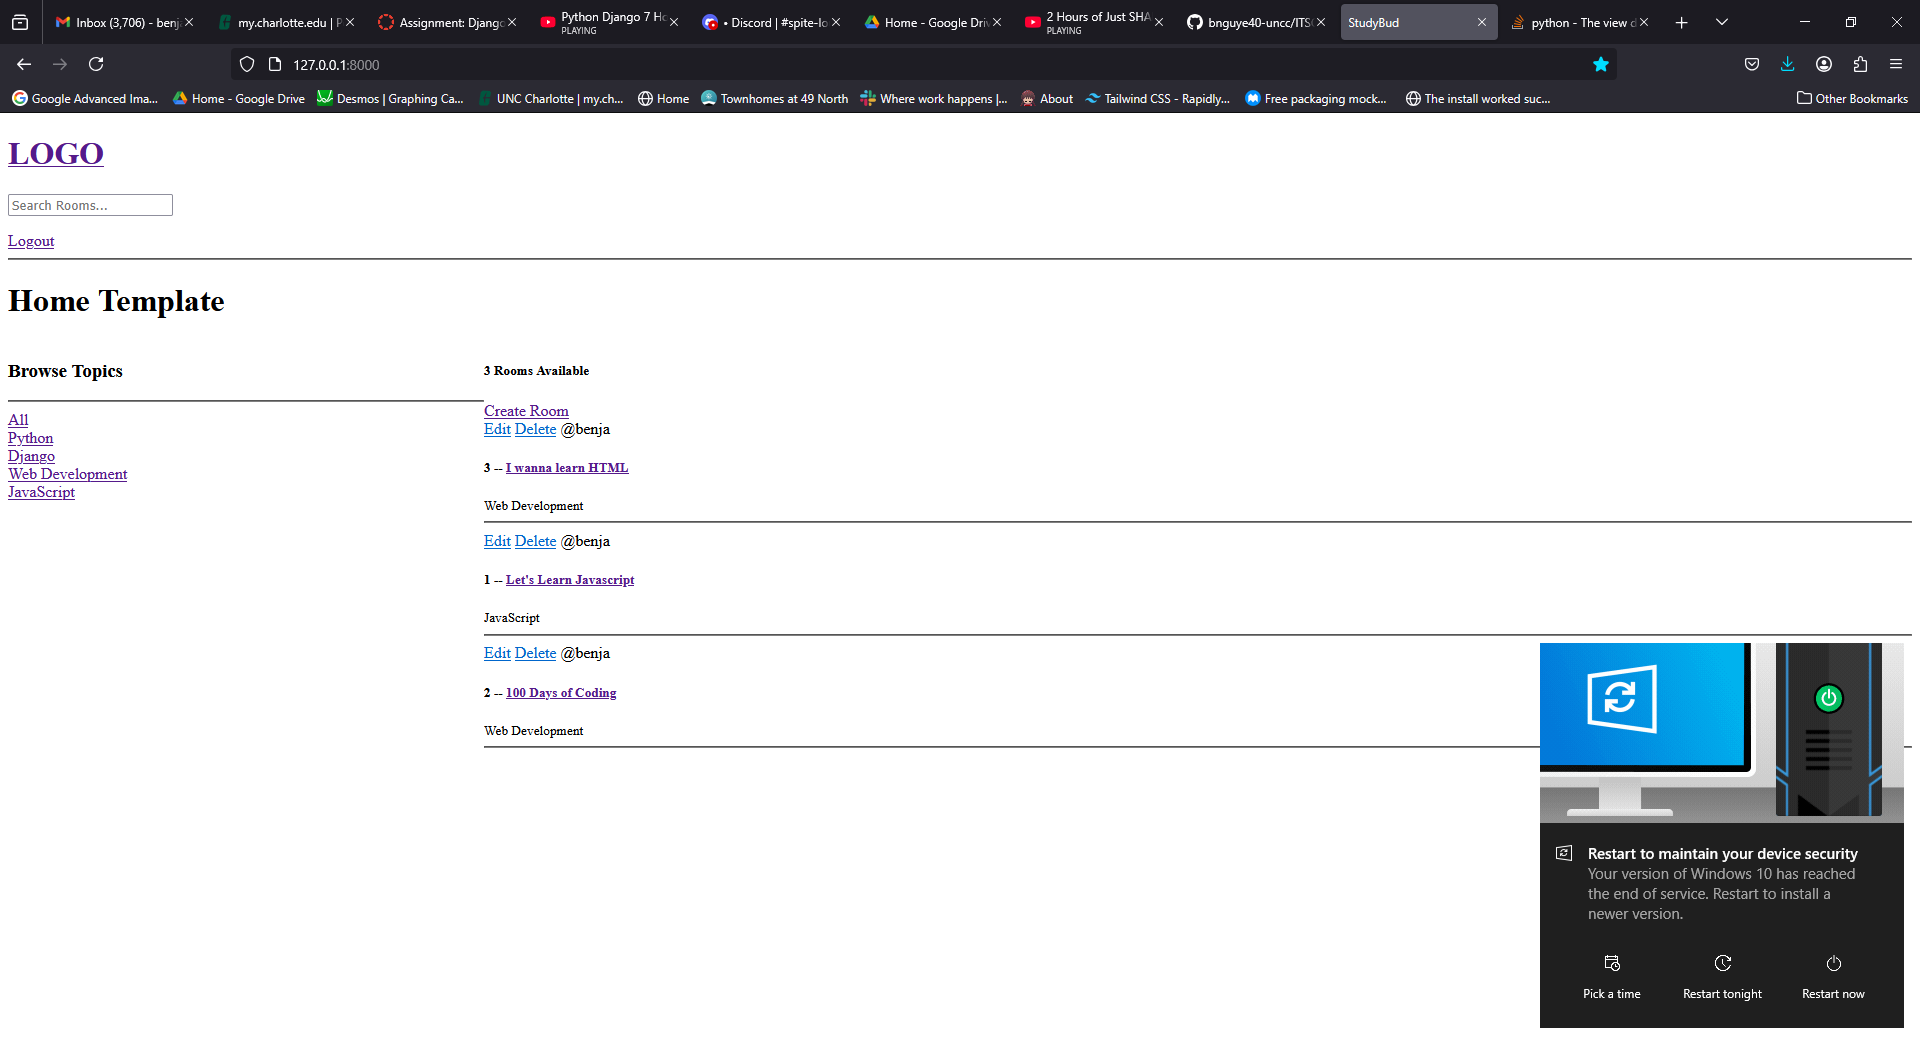 Inbox (3,706) - benj
my.charlotte.edu | P
Assignment: Django
Python Django 7 Ho
PLAYING
• Discord | #spite-lo
Home - Google Driv
2 Hours of Just SHA
PLAYING
bnguye40-uncc/ITSC
StudyBud
python - The view d
127.0.0.1:8000
Google Advanced Ima...
Home - Google Drive
Desmos | Graphing Ca...
UNC Charlotte | my.ch...
Home
Townhomes at 49 North
Where work happens |...
About
Tailwind CSS - Rapidly...
Free packaging mock...
The install worked suc...
Other Bookmarks
LOGO
Search Rooms...
Logout
Home Template
Browse Topics
All
Python
Django
Web Development
JavaScript
3 Rooms Available
Create Room
Edit Delete @benja
3 -- I wanna learn HTML
Web Development
Edit Delete @benja
1 -- Let's Learn Javascript
JavaScript
Edit Delete @benja
2 -- 100 Days of Coding
Web Development
Restart to maintain your device security
Your version of Windows 10 has reached
the end of service. Restart to install a
newer version.
Pick a time
Restart tonight
Restart now